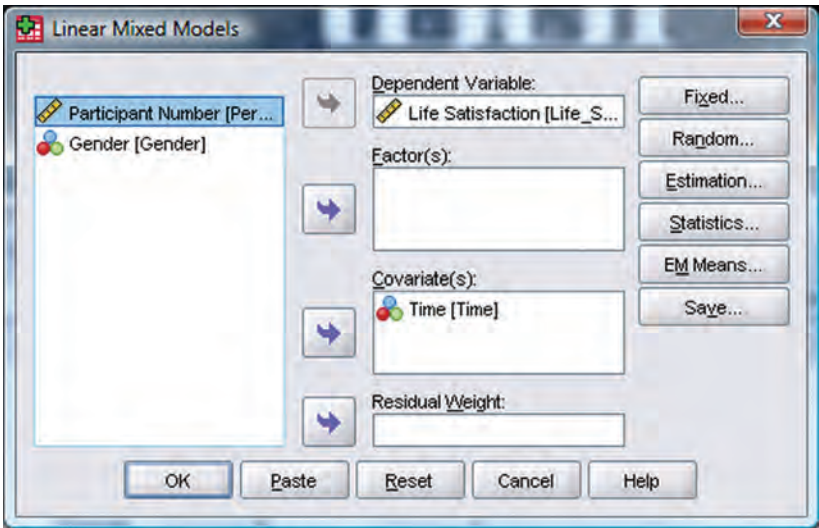 Linear Mixed Models
Participant Number [Per...
Gender [Gender]
Dependent Variable:
Life Satisfaction [Life_S...
Factor(s):
Covariate(s):
Time [Time]
Residual Weight:
Fixed...
Random...
Estimation...
Statistics...
EM Means...
Save...
OK
Paste
Reset
Cancel
Help